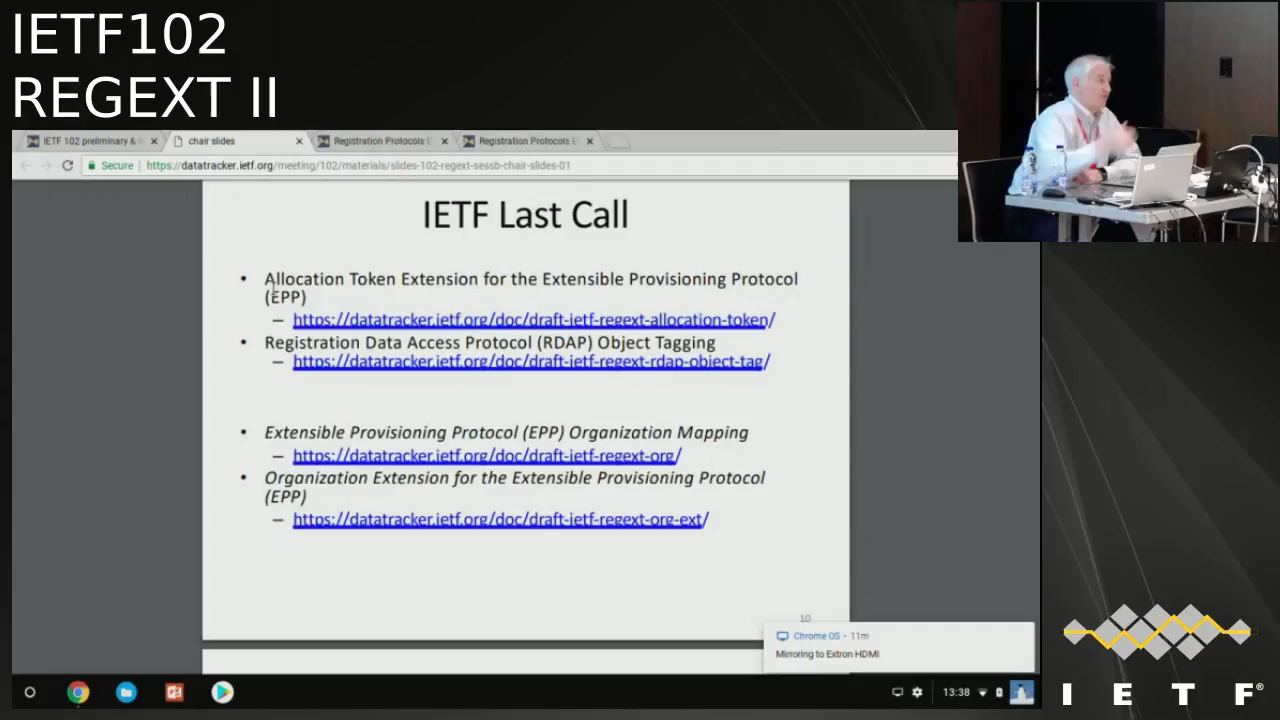 IETF102
REGEXT II
IETF 102 preliminary &
chair slides
Registration Protocols E
Registration Protocols E
Secure
https://datatracker.ietf.org/meeting/102/materials/slides-102-regext-sessb-chair-slides-01
IETF Last Call
• Allocation Token Extension for the Extensible Provisioning Protocol
(EPP)
– https://datatracker.ietf.org/doc/draft-ietf-regext-allocation-token/
• Registration Data Access Protocol (RDAP) Object Tagging
– https://datatracker.ietf.org/doc/draft-ietf-regext-rdap-object-tag/
• Extensible Provisioning Protocol (EPP) Organization Mapping
– https://datatracker.ietf.org/doc/draft-ietf-regext-org/
• Organization Extension for the Extensible Provisioning Protocol
(EPP)
– https://datatracker.ietf.org/doc/draft-ietf-regext-org-ext/
10
Chrome OS • 11m
Mirroring to Extron HDMI
13:38
I E T F®